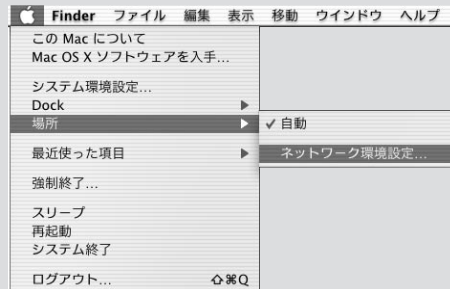 Finder ファイル 編集 表示 移動 ウインドウ ヘルプ
この Mac について
Mac OS X ソフトウェアを入手...
システム環境設定...
Dock
場所
✓ 自動
ネットワーク環境設定...
最近使った項目
強制終了...
スリープ
再起動
システム終了
ログアウト... ⇧⌘Q